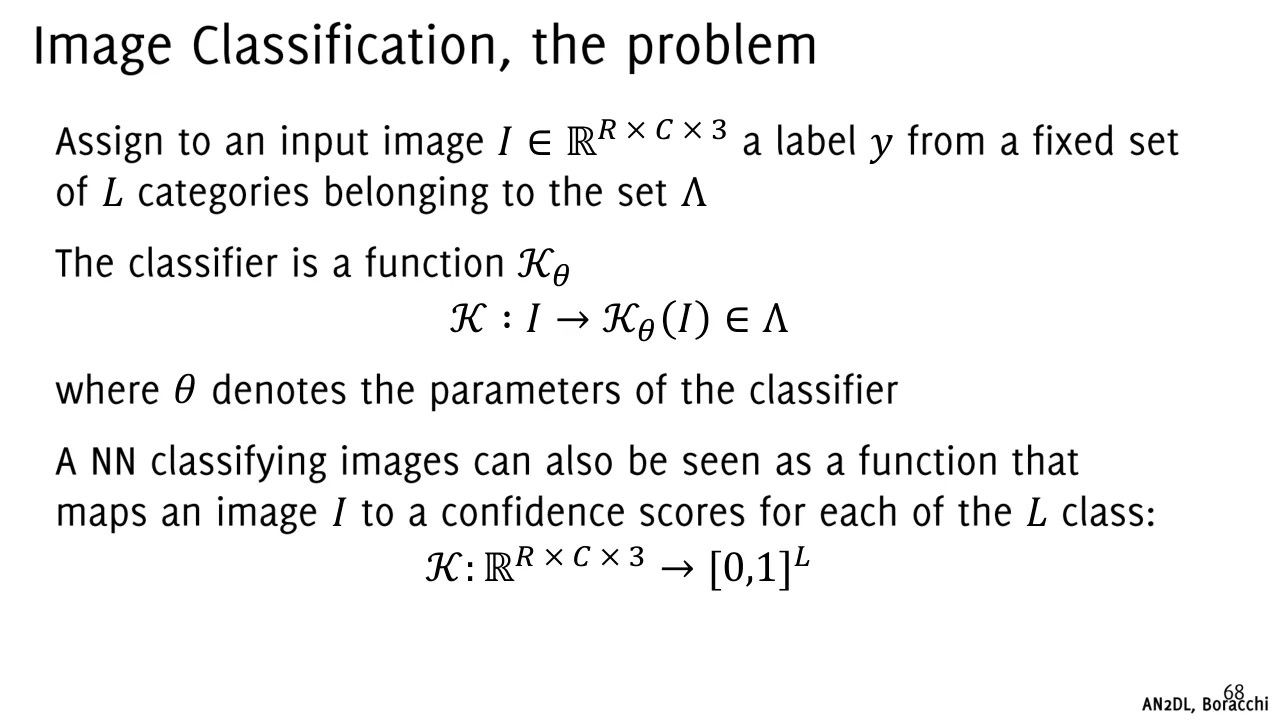 Image Classification, the problem
Assign to an input image I ∈ ℝ^{R × C × 3} a label y from a fixed set
of L categories belonging to the set Λ
The classifier is a function 𝒦_θ
𝒦 : I → 𝒦_θ(I) ∈ Λ
where θ denotes the parameters of the classifier
A NN classifying images can also be seen as a function that
maps an image I to a confidence scores for each of the L class:
𝒦: ℝ^{R × C × 3} → [0,1]^L
68
AN2DL, Boracchi